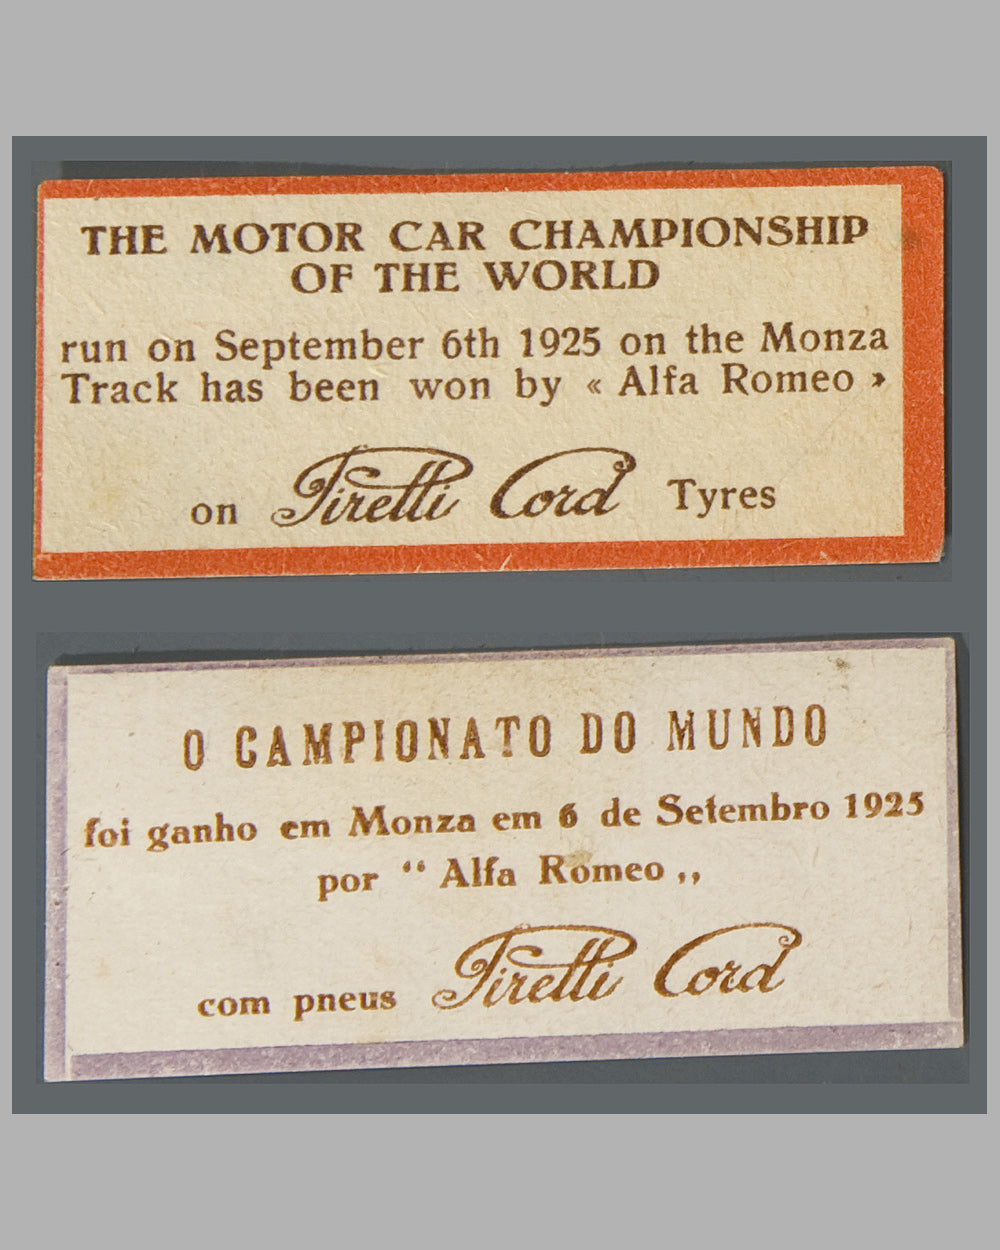 THE MOTOR CAR CHAMPIONSHIP
OF THE WORLD
run on September 6th 1925 on the Monza
Track has been won by « Alfa Romeo »
on Pirelli Cord Tyres
O CAMPIONATO DO MUNDO
foi ganho em Monza em 6 de Setembro 1925
por “ Alfa Romeo „
com pneus Pirelli Cord